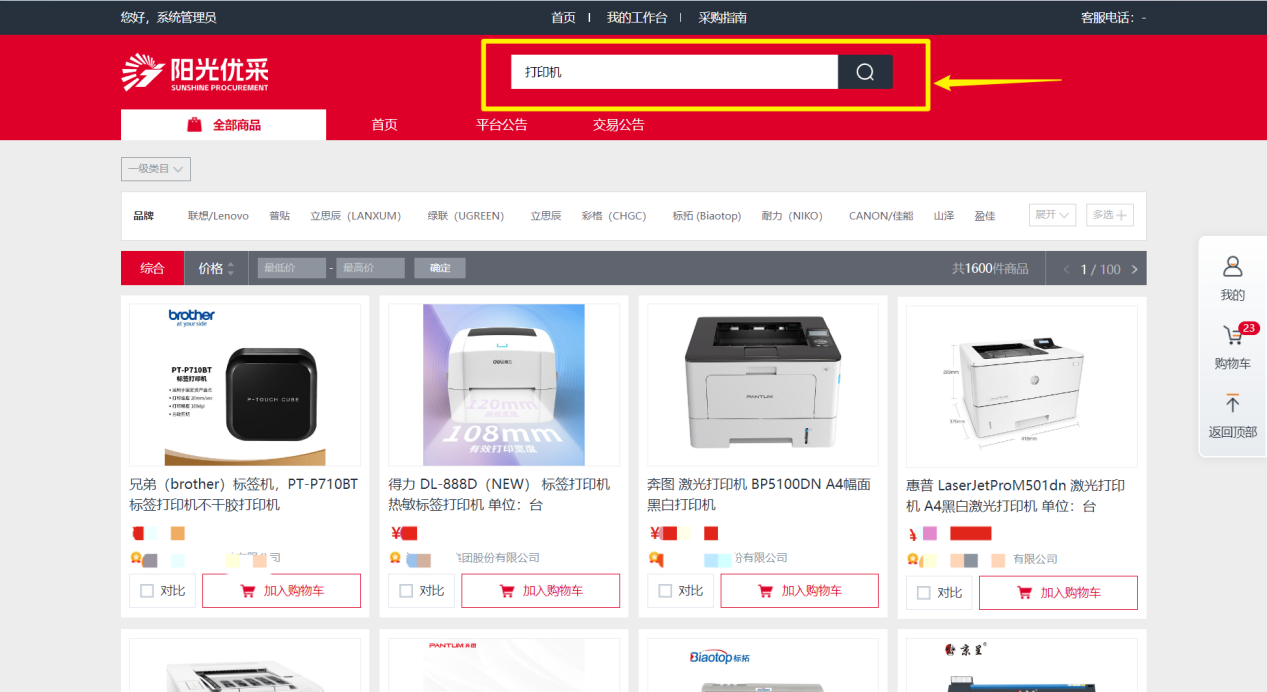 您好，系统管理员
首页 | 我的工作台 | 采购指南
客服电话：-
阳光优采
SUNSHINE PROCUREMENT
打印机
全部商品
首页
平台公告
交易公告
一级类目
品牌 联想/Lenovo 普贴 立思辰（LANXUM） 绿联（UGREEN） 立思辰 彩格（CHGC） 标拓 (Biaotop) 耐力（NIKO） CANON/佳能 山泽 盈佳 展开 多选
综合 价格 最低价 - 最高价 确定 共1600件商品 1 / 100
我的
23
购物车
返回顶部
brother
at your side
PT-P710BT
标签打印机
P-TOUCH CUBE
兄弟（brother）标签机，PT-P710BT
标签打印机不干胶打印机
对比 加入购物车
deli得力
120mm
108mm
有效打印宽度
得力 DL-888D（NEW） 标签打印机
热敏标签打印机 单位：台
¥
团股份有限公司
对比 加入购物车
PANTUM
奔图 激光打印机 BP5100DN A4幅面
黑白打印机
¥
份有限公司
对比 加入购物车
惠普 LaserJetProM501dn 激光打印
机 A4黑白激光打印机 单位：台
¥
有限公司
对比 加入购物车
PANTUM 奔图
Biaotop 标拓
京呈